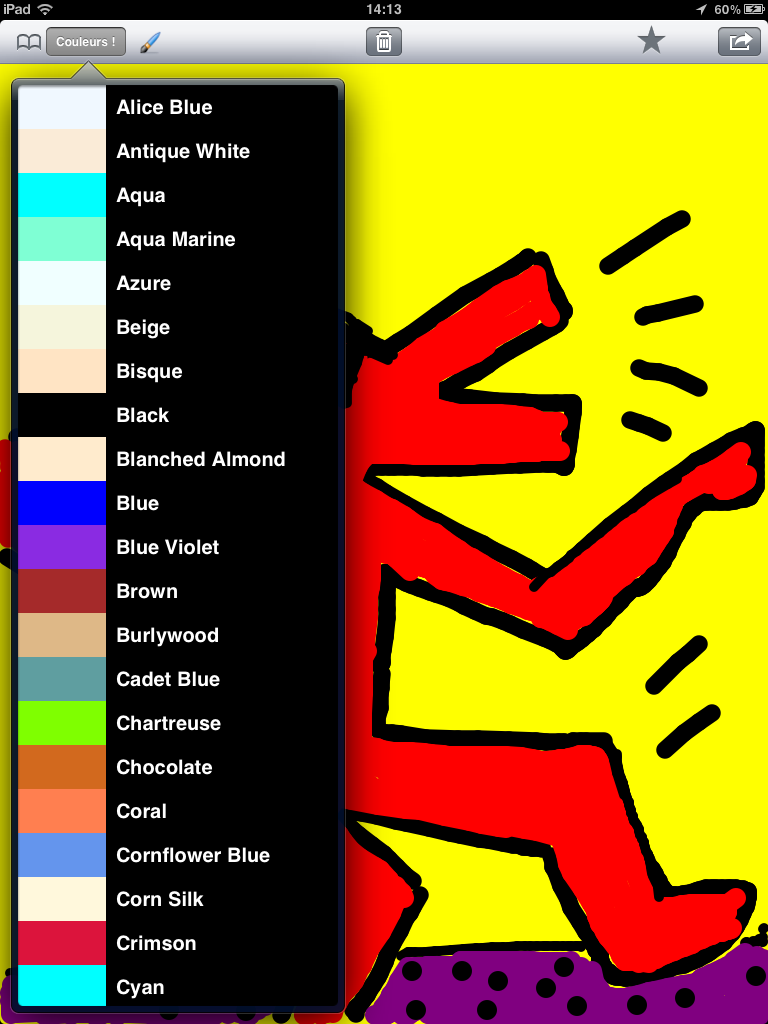 iPad 14:13 60%
Couleurs !
Alice Blue
Antique White
Aqua
Aqua Marine
Azure
Beige
Bisque
Black
Blanched Almond
Blue
Blue Violet
Brown
Burlywood
Cadet Blue
Chartreuse
Chocolate
Coral
Cornflower Blue
Corn Silk
Crimson
Cyan